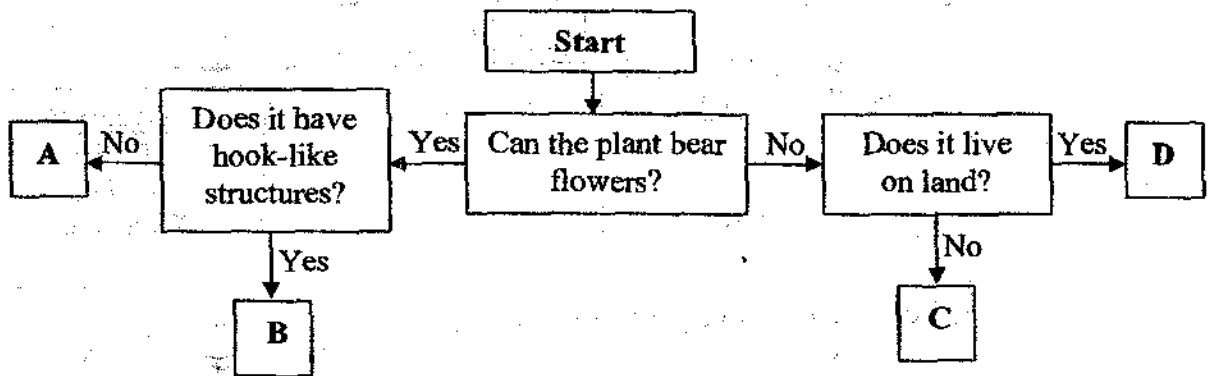 Start
Does it have
hook-like
structures?
Yes
Can the plant bear
flowers?
No
Does it live
on land?
Yes
D
A
No
Yes
B
No
C